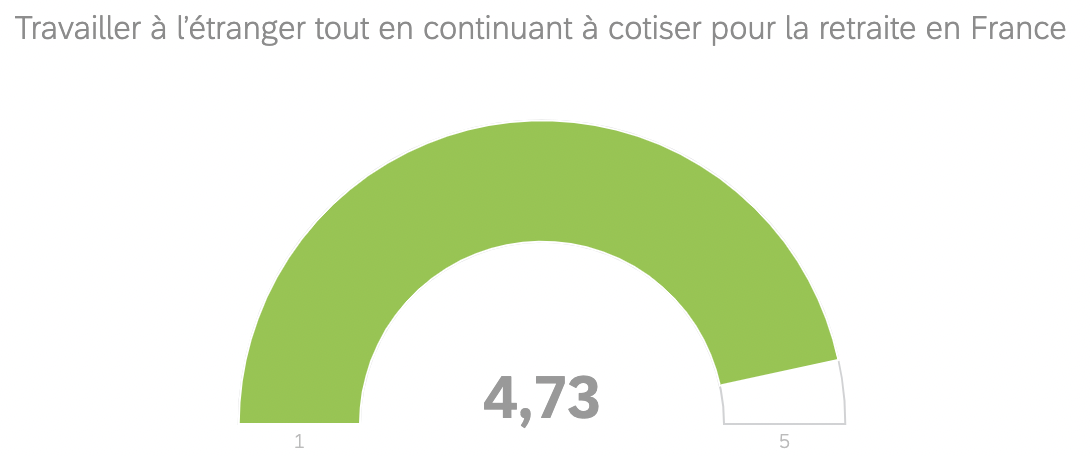 Travailler à l’étranger tout en continuant à cotiser pour la retraite en France
4,73
1
5